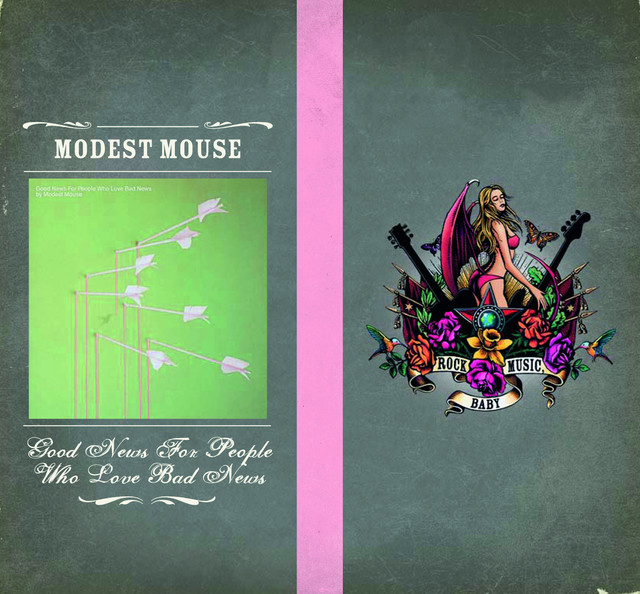 MODEST MOUSE
Good News For People Who Love Bad News
by Modest Mouse
Good News For People
Who Love Bad News
ROCK MUSIC
BABY